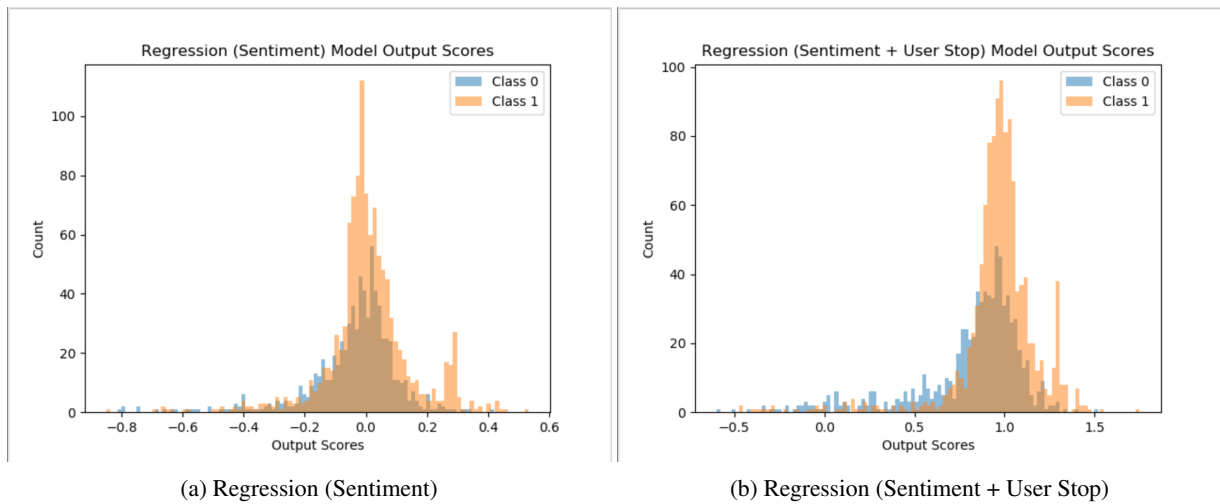 Regression (Sentiment) Model Output Scores
Class 0
Class 1
100
80
60
40
20
0
Count
−0.8 −0.6 −0.4 −0.2 0.0 0.2 0.4 0.6
Output Scores
(a) Regression (Sentiment)
Regression (Sentiment + User Stop) Model Output Scores
Class 0
Class 1
100
80
60
40
20
0
Count
−0.5 0.0 0.5 1.0 1.5
Output Scores
(b) Regression (Sentiment + User Stop)